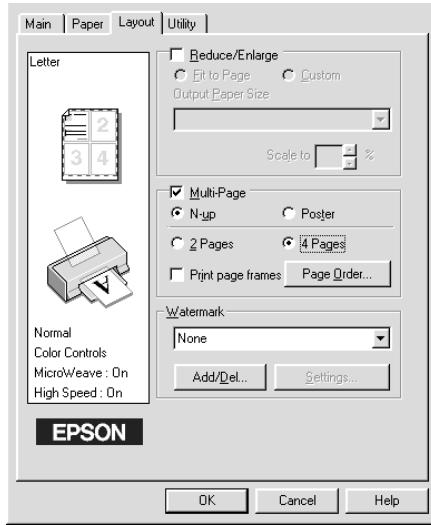 Main Paper Layout Utility
Letter
2
3 4
A
Normal
Color Controls
MicroWeave : On
High Speed : On
EPSON
Reduce/Enlarge
Fit to Page Custom
Output Paper Size
Scale to %
Multi-Page
N-up Poster
2 Pages 4 Pages
Print page frames Page Order...
Watermark
None
Add/Del... Settings...
OK Cancel Help